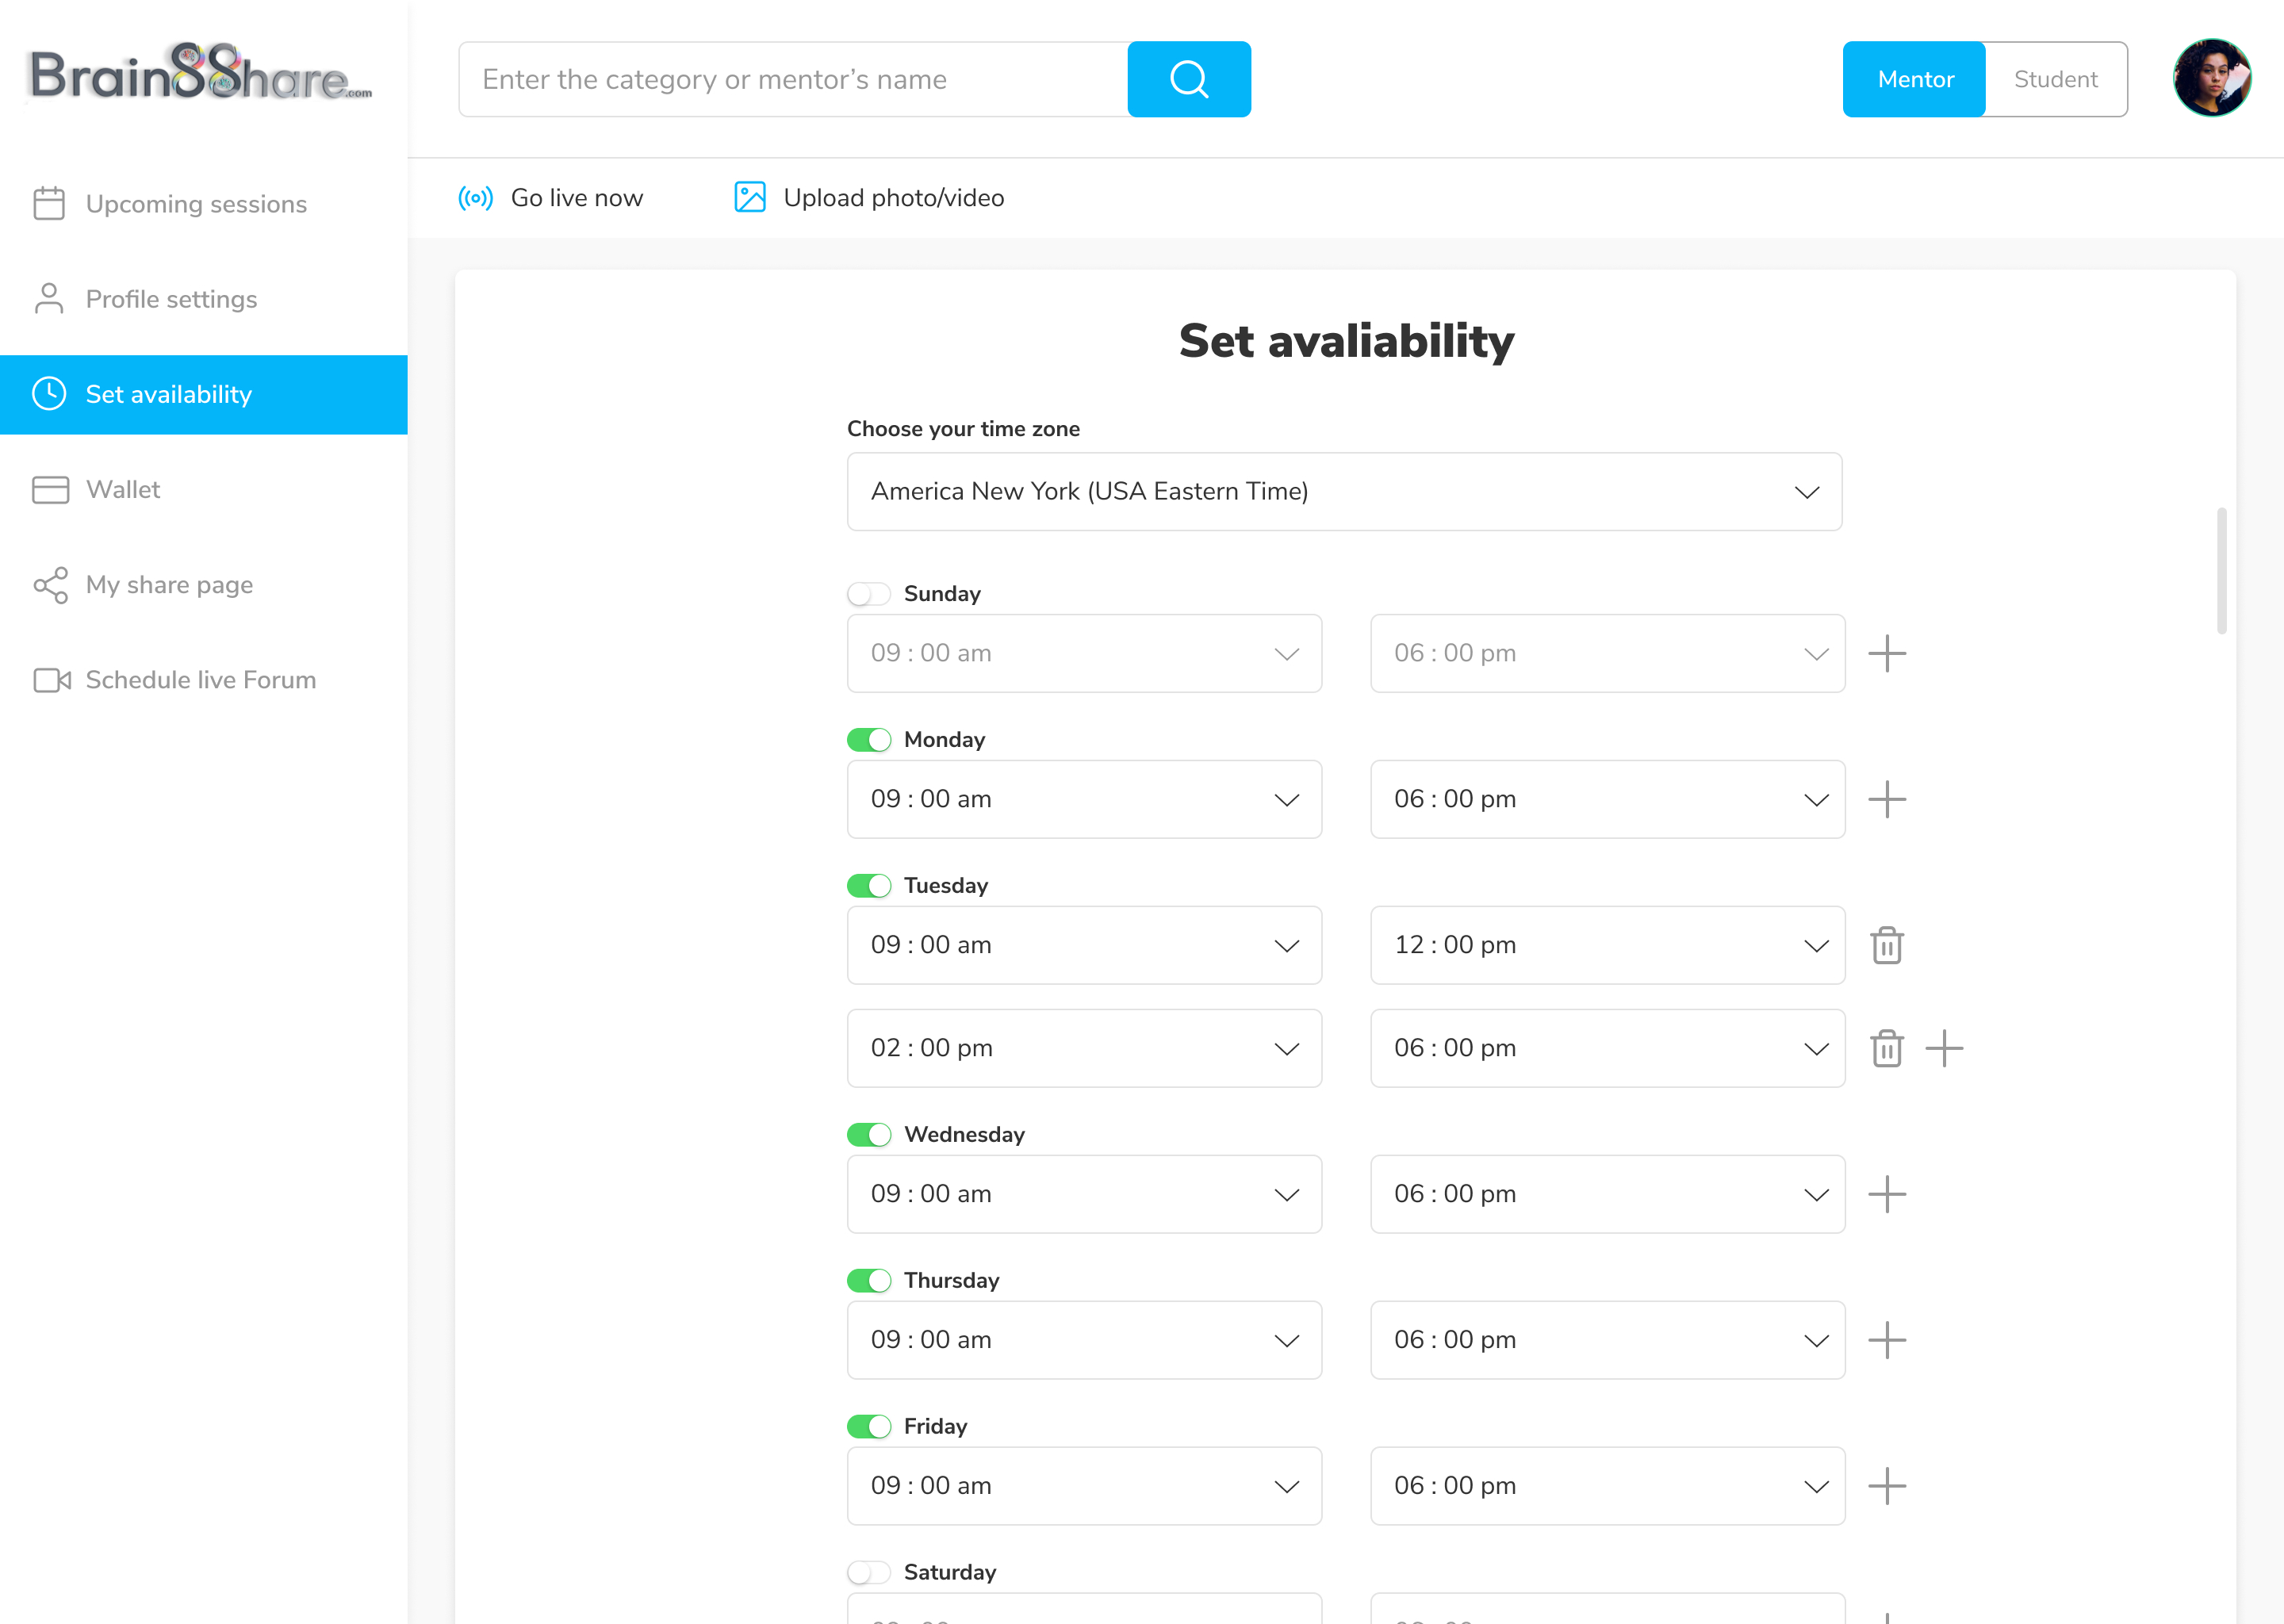 Brain88hare.com
Enter the category or mentor’s name
Mentor
Student
Upcoming sessions
Profile settings
Set availability
Wallet
My share page
Schedule live Forum
Go live now
Upload photo/video
Set avaliability
Choose your time zone
America New York (USA Eastern Time)
Sunday
09 : 00 am 06 : 00 pm
Monday
09 : 00 am 06 : 00 pm
Tuesday
09 : 00 am 12 : 00 pm
02 : 00 pm 06 : 00 pm
Wednesday
09 : 00 am 06 : 00 pm
Thursday
09 : 00 am 06 : 00 pm
Friday
09 : 00 am 06 : 00 pm
Saturday